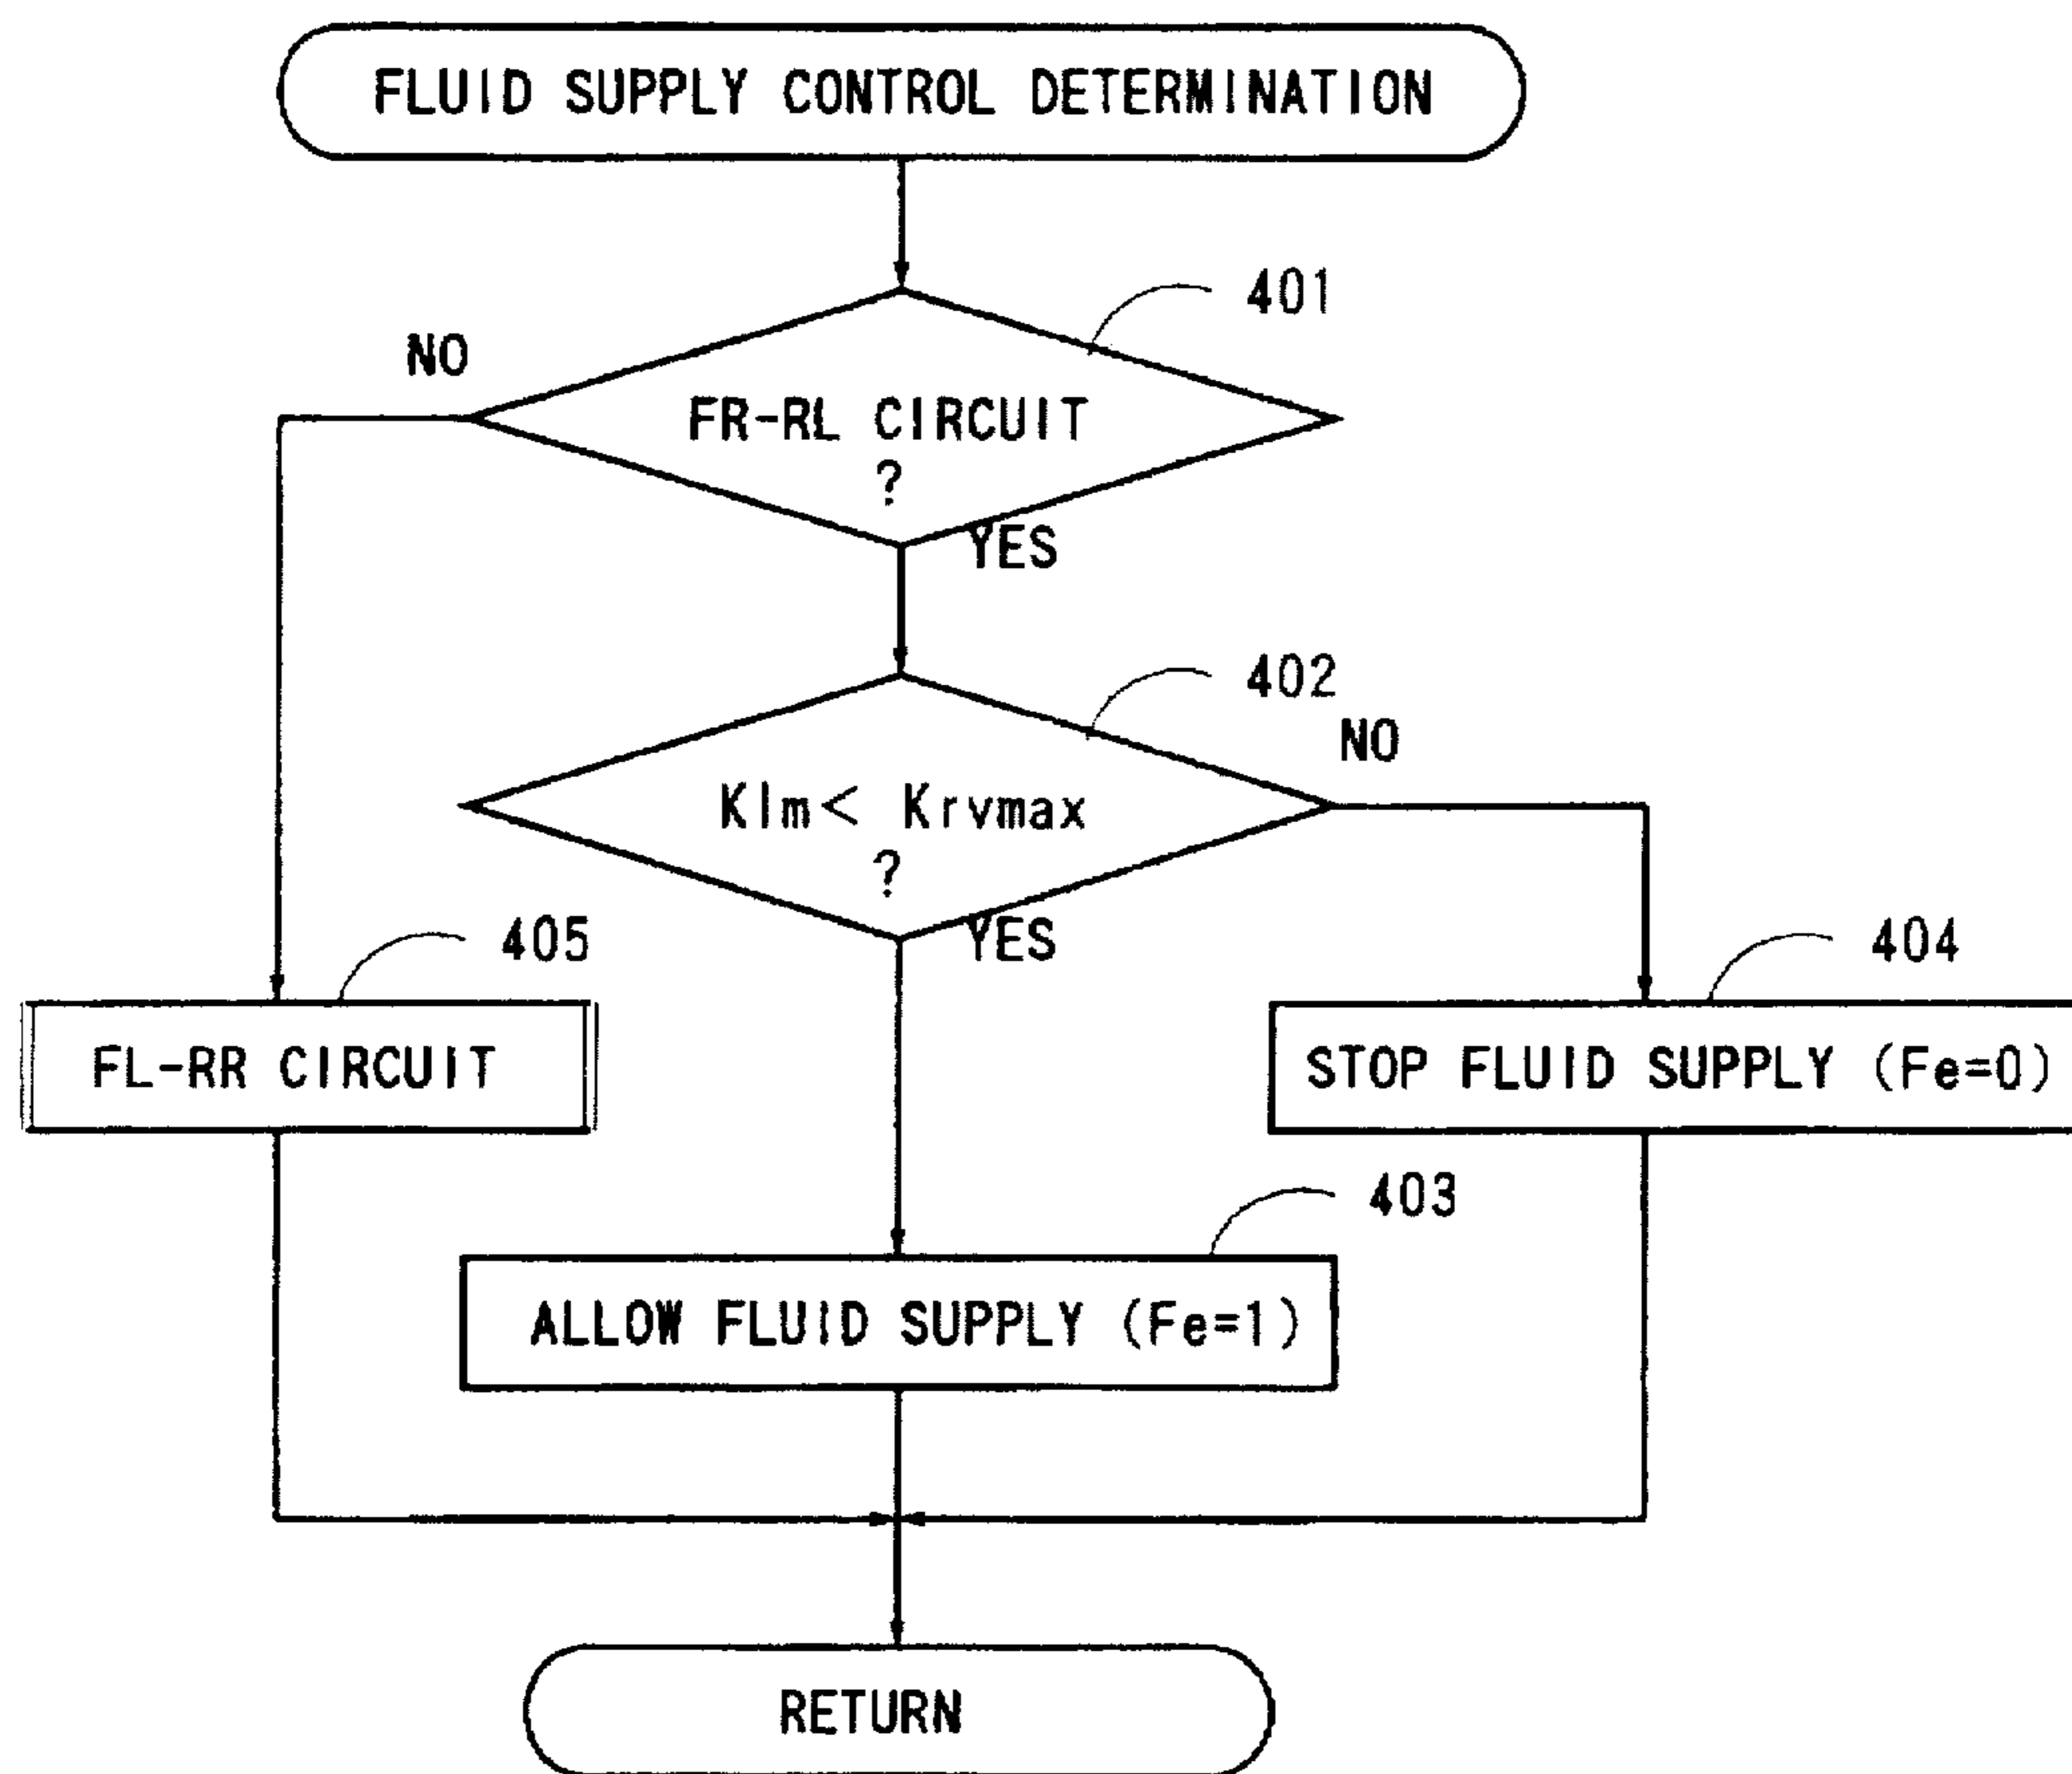 FLUID SUPPLY CONTROL DETERMINATION
401
NO
FR-RL CIRCUIT
?
YES
402
NO
Klm< Krvmax
?
YES
405
404
FL-RR CIRCUIT
STOP FLUID SUPPLY (Fe=0)
403
ALLOW FLUID SUPPLY (Fe=1)
RETURN